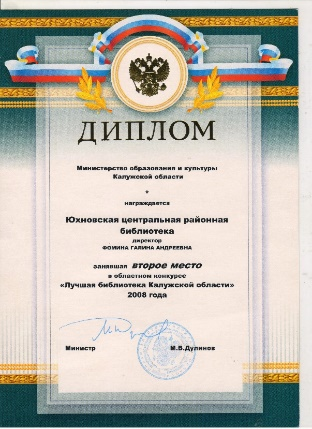 ДИПЛОМ
Министерство образования и культуры
Калужской области
*
награждается
Юхновская центральная районная
библиотека
директор
ФОМИНА ГАЛИНА АНДРЕЕВНА
занявшая второе место
в областном конкурсе
«Лучшая библиотека Калужской области»
2008 года
Министр М.В.Дулинов